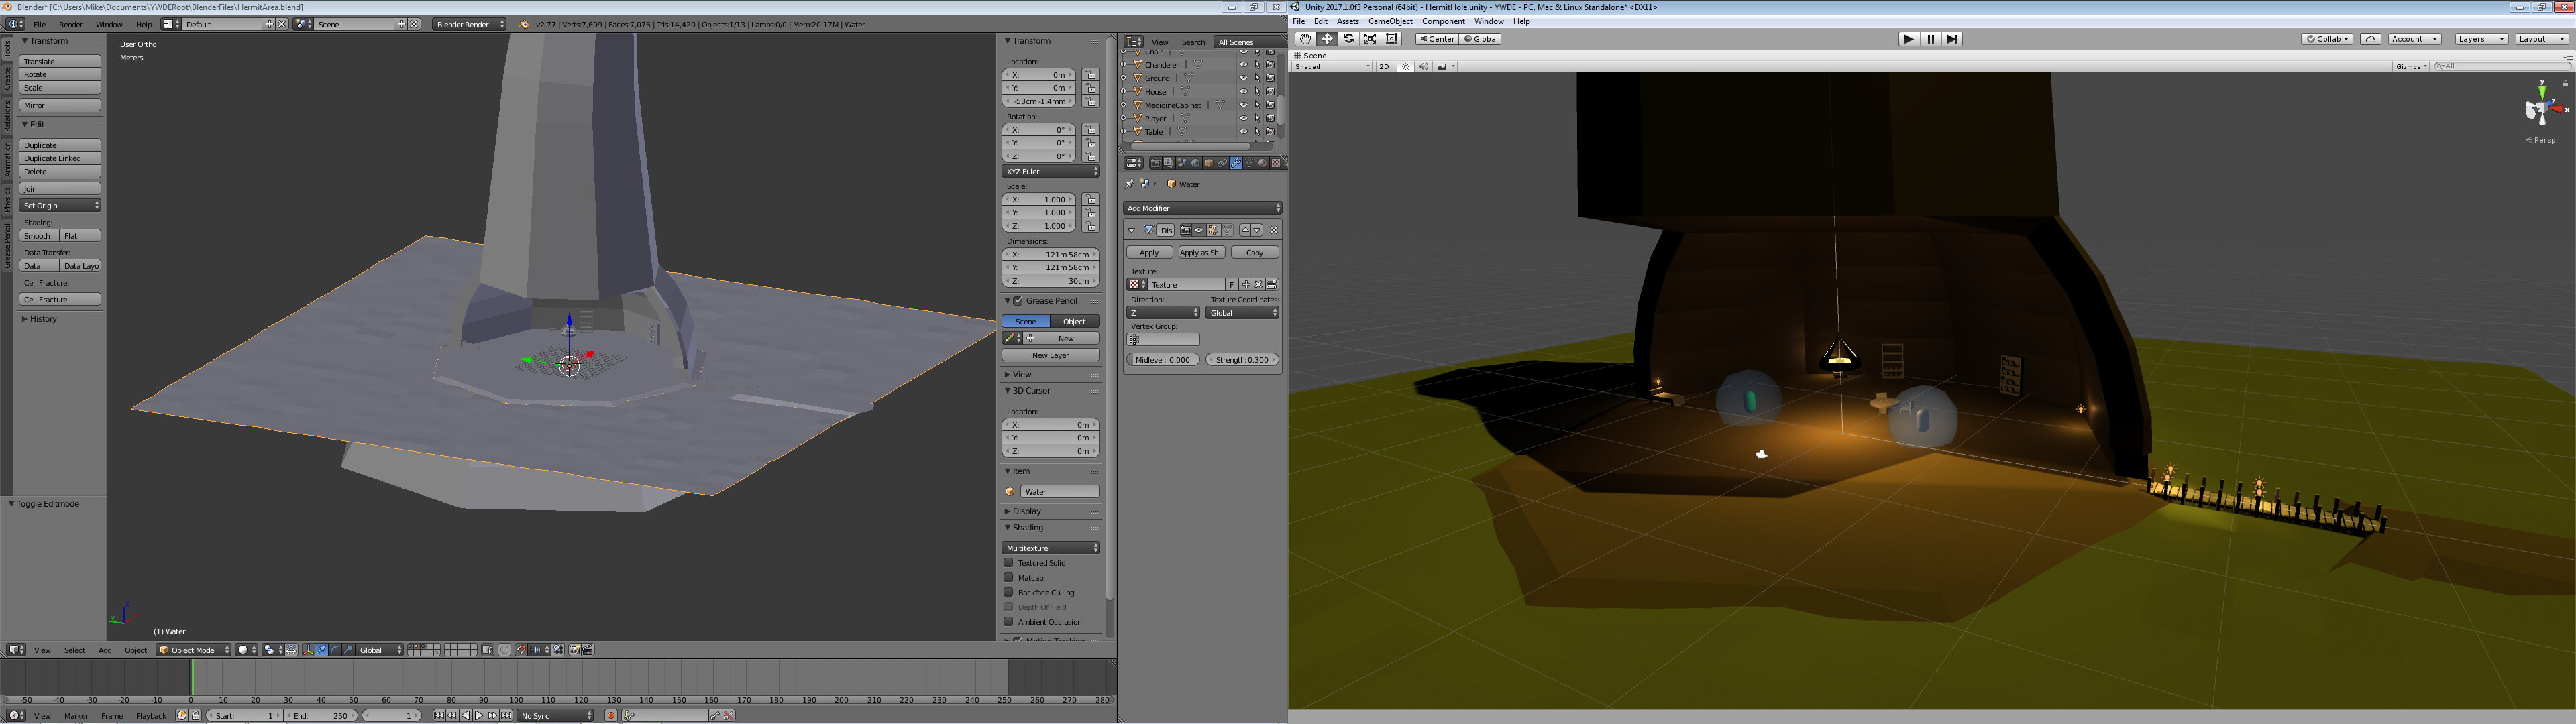 Blender* [C:\Users\Mike\Documents\YWDERoot\BlenderFiles\HermitArea.blend]
File Render Window Help Default Scene Blender Render v2.77 | Verts:7,609 | Faces:7,075 | Tris:14,420 | Objects:1/13 | Lamps:0/0 | Mem:20.17M | Water
Tools
Create
Relations
Animation
Physics
Grease Pencil
Transform
Translate
Rotate
Scale
Mirror
Edit
Duplicate
Duplicate Linked
Delete
Join
Set Origin
Shading:
Smooth Flat
Data Transfer:
Data Data Layo
Cell Fracture:
Cell Fracture
History
Toggle Editmode
User Ortho
Meters
(1) Water
Transform
Location:
X: 0m
Y: 0m
-53cm -1.4mm
Rotation:
X: 0°
Y: 0°
Z: 0°
XYZ Euler
Scale:
X: 1.000
Y: 1.000
Z: 1.000
Dimensions:
X: 121m 58cm
Y: 121m 58cm
Z: 30cm
Grease Pencil
Scene Object
New
New Layer
View
3D Cursor
Location:
X: 0m
Y: 0m
Z: 0m
Item
Water
Display
Shading
Multitexture
Textured Solid
Matcap
Backface Culling
Depth Of Field
Ambient Occlusion
Motion Tracking
View Search All Scenes
Chair
Chandeler
Ground
House
MedicineCabinet
Player
Table
Water
Add Modifier
Dis
Apply Apply as Sh... Copy
Texture:
Texture F
Direction: Texture Coordinates:
Z Global
Vertex Group:
Midlevel: 0.000 Strength:0.300
View Select Add Object Object Mode Global
-50 -40 -30 -20 -10 0 10 20 30 40 50 60 70 80 90 100 110 120 130 140 150 160 170 180 190 200 210 220 230 240 250 260 270 280
View Marker Frame Playback Start: 1 End: 250 1 No Sync
Unity 2017.1.0f3 Personal (64bit) - HermitHole.unity - YWDE - PC, Mac & Linux Standalone* <DX11>
File Edit Assets GameObject Component Window Help
Center Global Collab Account Layers Layout
Scene
Shaded 2D Gizmos All
y
z
x
Persp